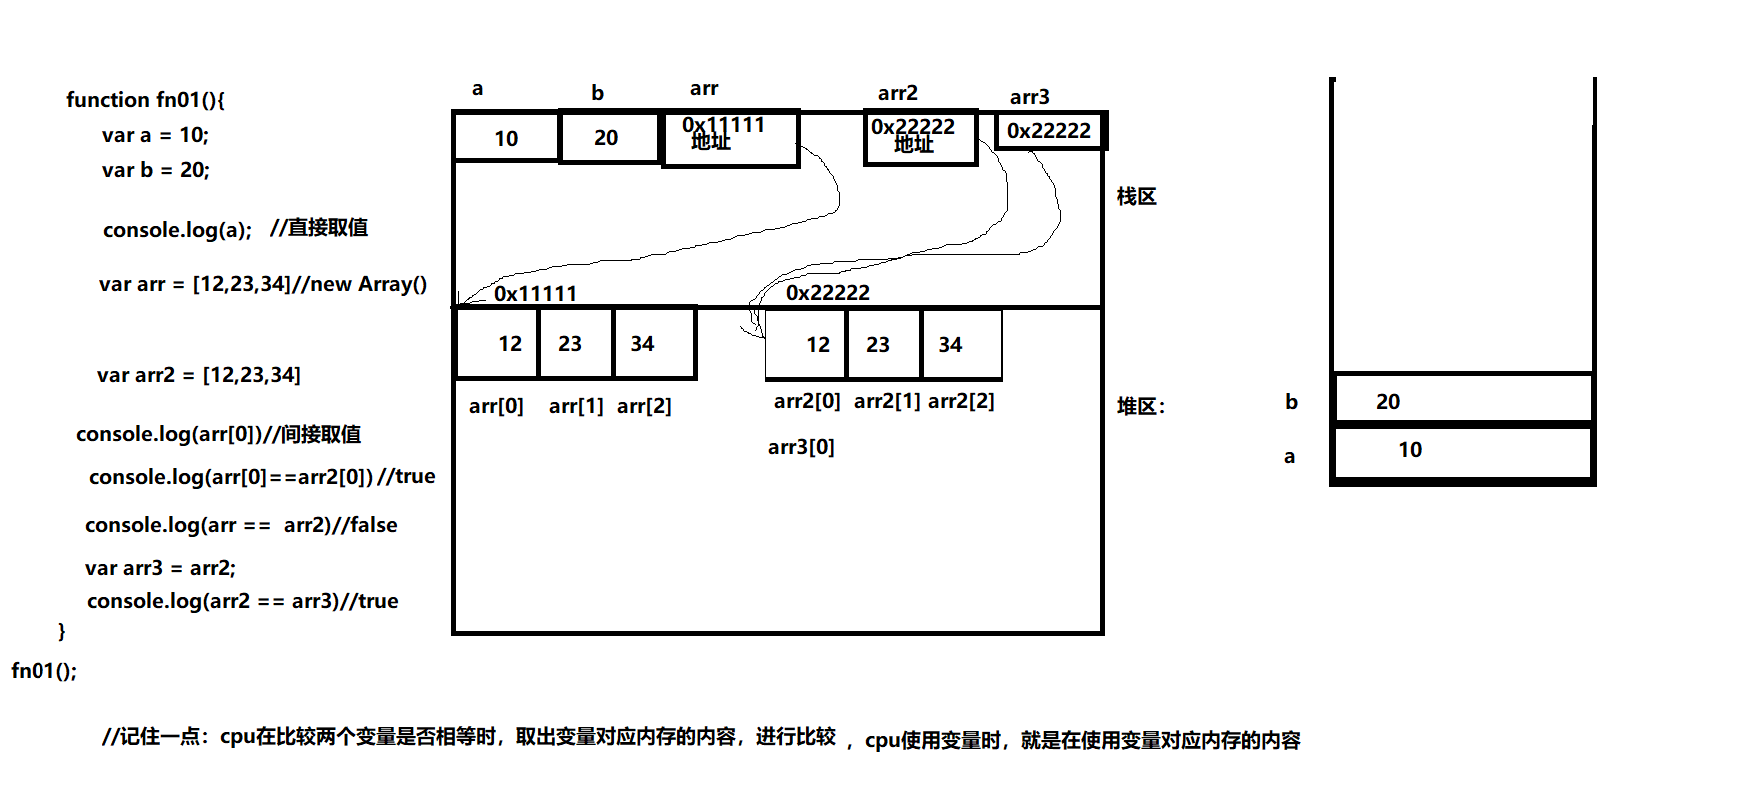 function fn01(){
var a = 10;
var b = 20;
console.log(a); //直接取值
var arr = [12,23,34]//new Array()
var arr2 = [12,23,34]
console.log(arr[0])//间接取值
console.log(arr[0]==arr2[0])//true
console.log(arr == arr2)//false
var arr3 = arr2;
console.log(arr2 == arr3)//true
}
fn01();
a
b
arr
arr2
arr3
10
20
0x11111
地址
0x22222
地址
0x22222
栈区
0x11111
0x22222
12 23 34
12 23 34
arr[0] arr[1] arr[2]
arr2[0] arr2[1] arr2[2]
arr3[0]
堆区：
b 20
a 10
//记住一点：cpu在比较两个变量是否相等时，取出变量对应内存的内容，进行比较 ，cpu使用变量时，就是在使用变量对应内存的内容